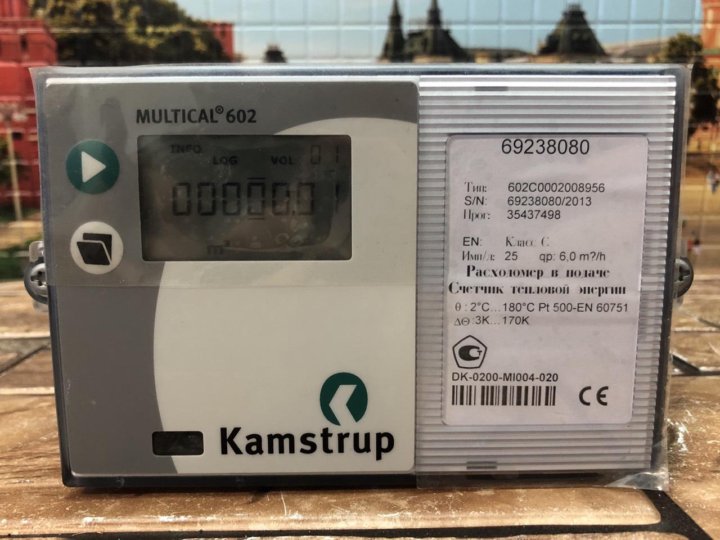 MULTICAL® 602
INFO 01
LOG VOL
Kamstrup
69238080
Тип: 602C0002008956
S/N: 69238080/2013
Прог: 35437498
EN: Класс С
Имп/л: 25 qp: 6,0 m?/h
Расходомер в подаче
Счетчик тепловой энергии
θ : 2°C...180°C Pt 500-EN 60751
ΔΘ :3K...170K
DK-0200-MI004-020
CE